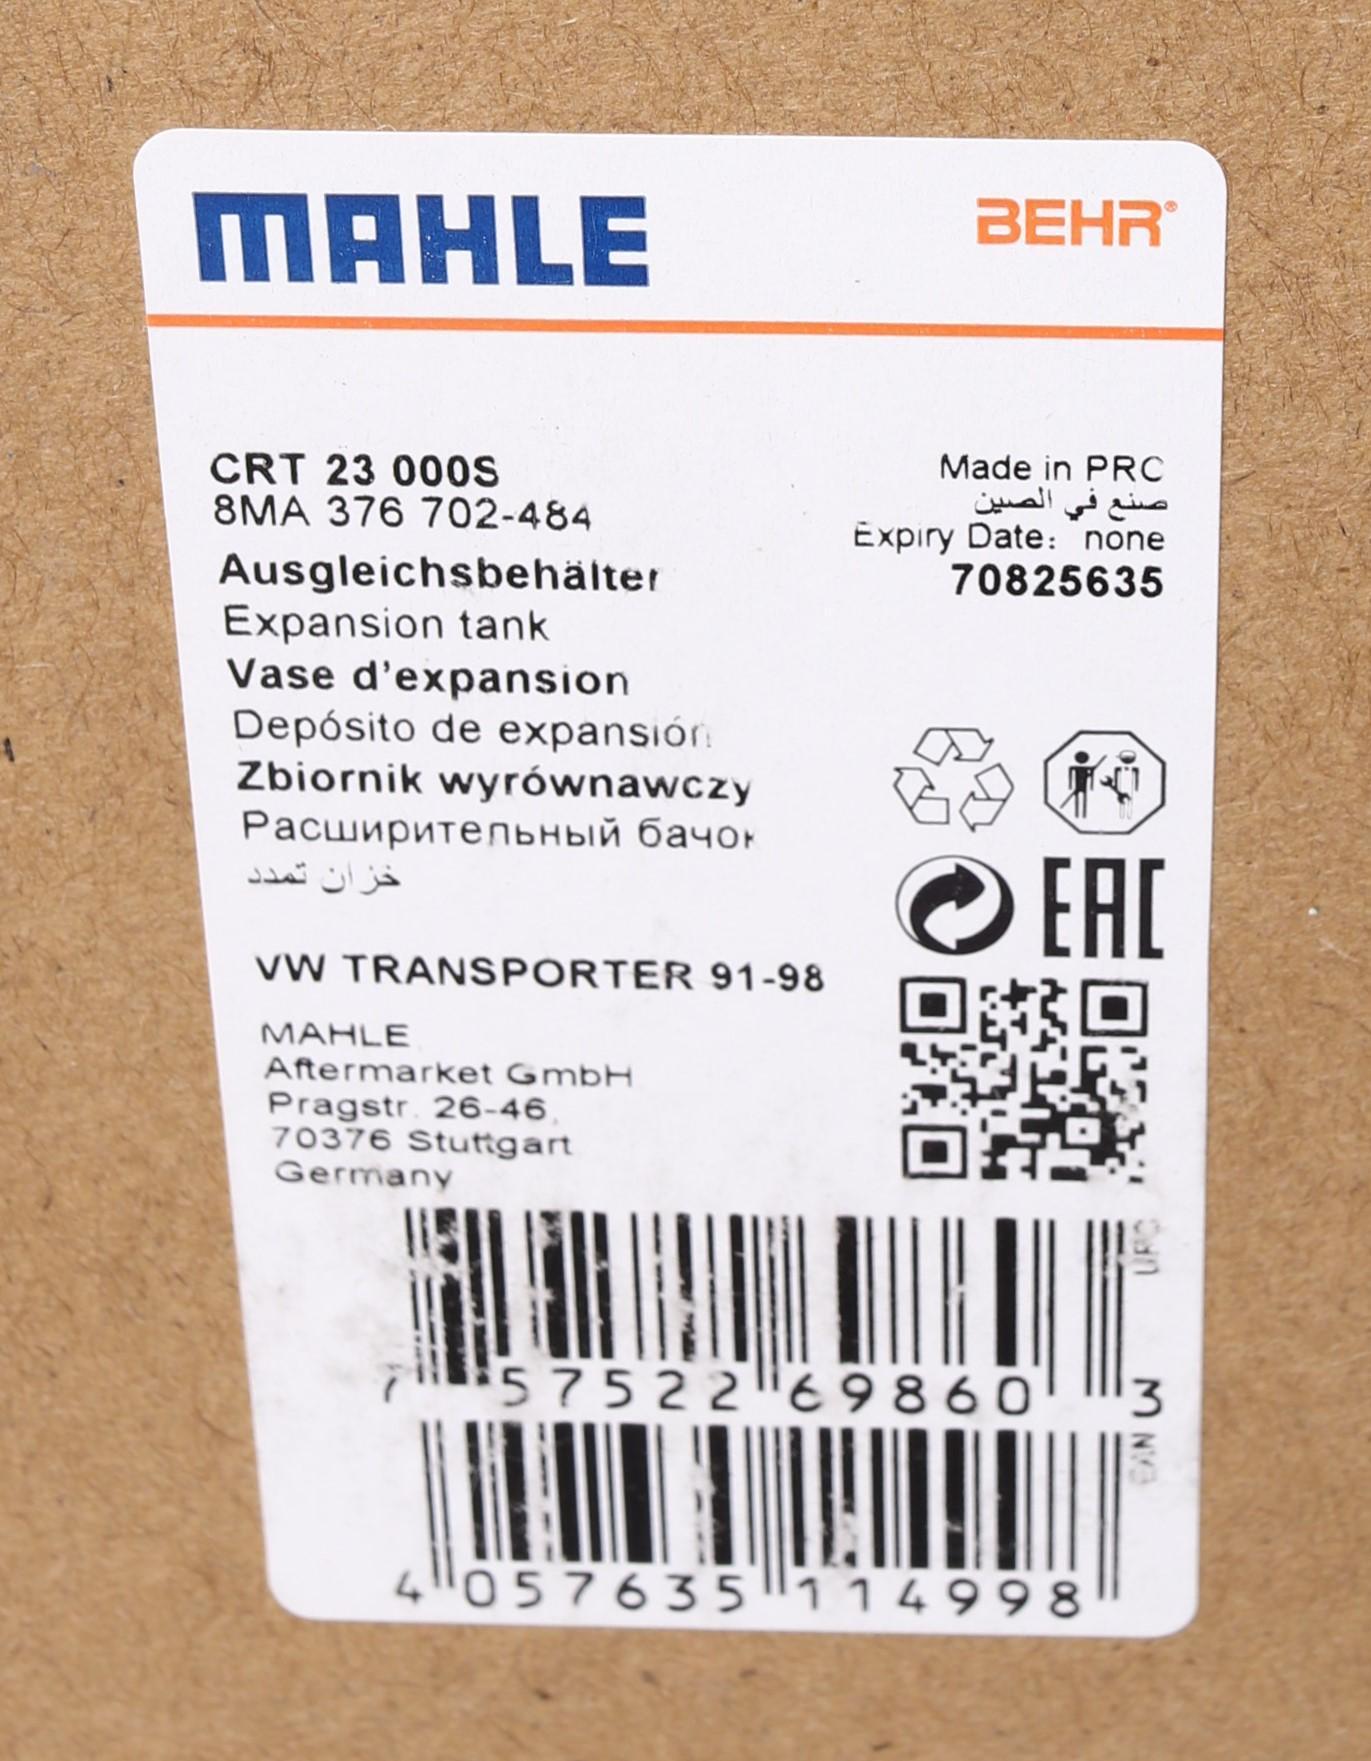 MAHLE
BEHR®
CRT 23 000S
8MA 376 702-484
Ausgleichsbehälter
Expansion tank
Vase d'expansion
Depósito de expansión
Zbiornik wyrównawczy
Расширительный бачок
خزان تمدد
Made in PRC
صنع في الصين
Expiry Date: none
70825635
EAC
VW TRANSPORTER 91-98
MAHLE
Aftermarket GmbH
Pragstr. 26-46,
70376 Stuttgart
Germany
UPC
7 57522 69860 3
EAN
4 057635 114998